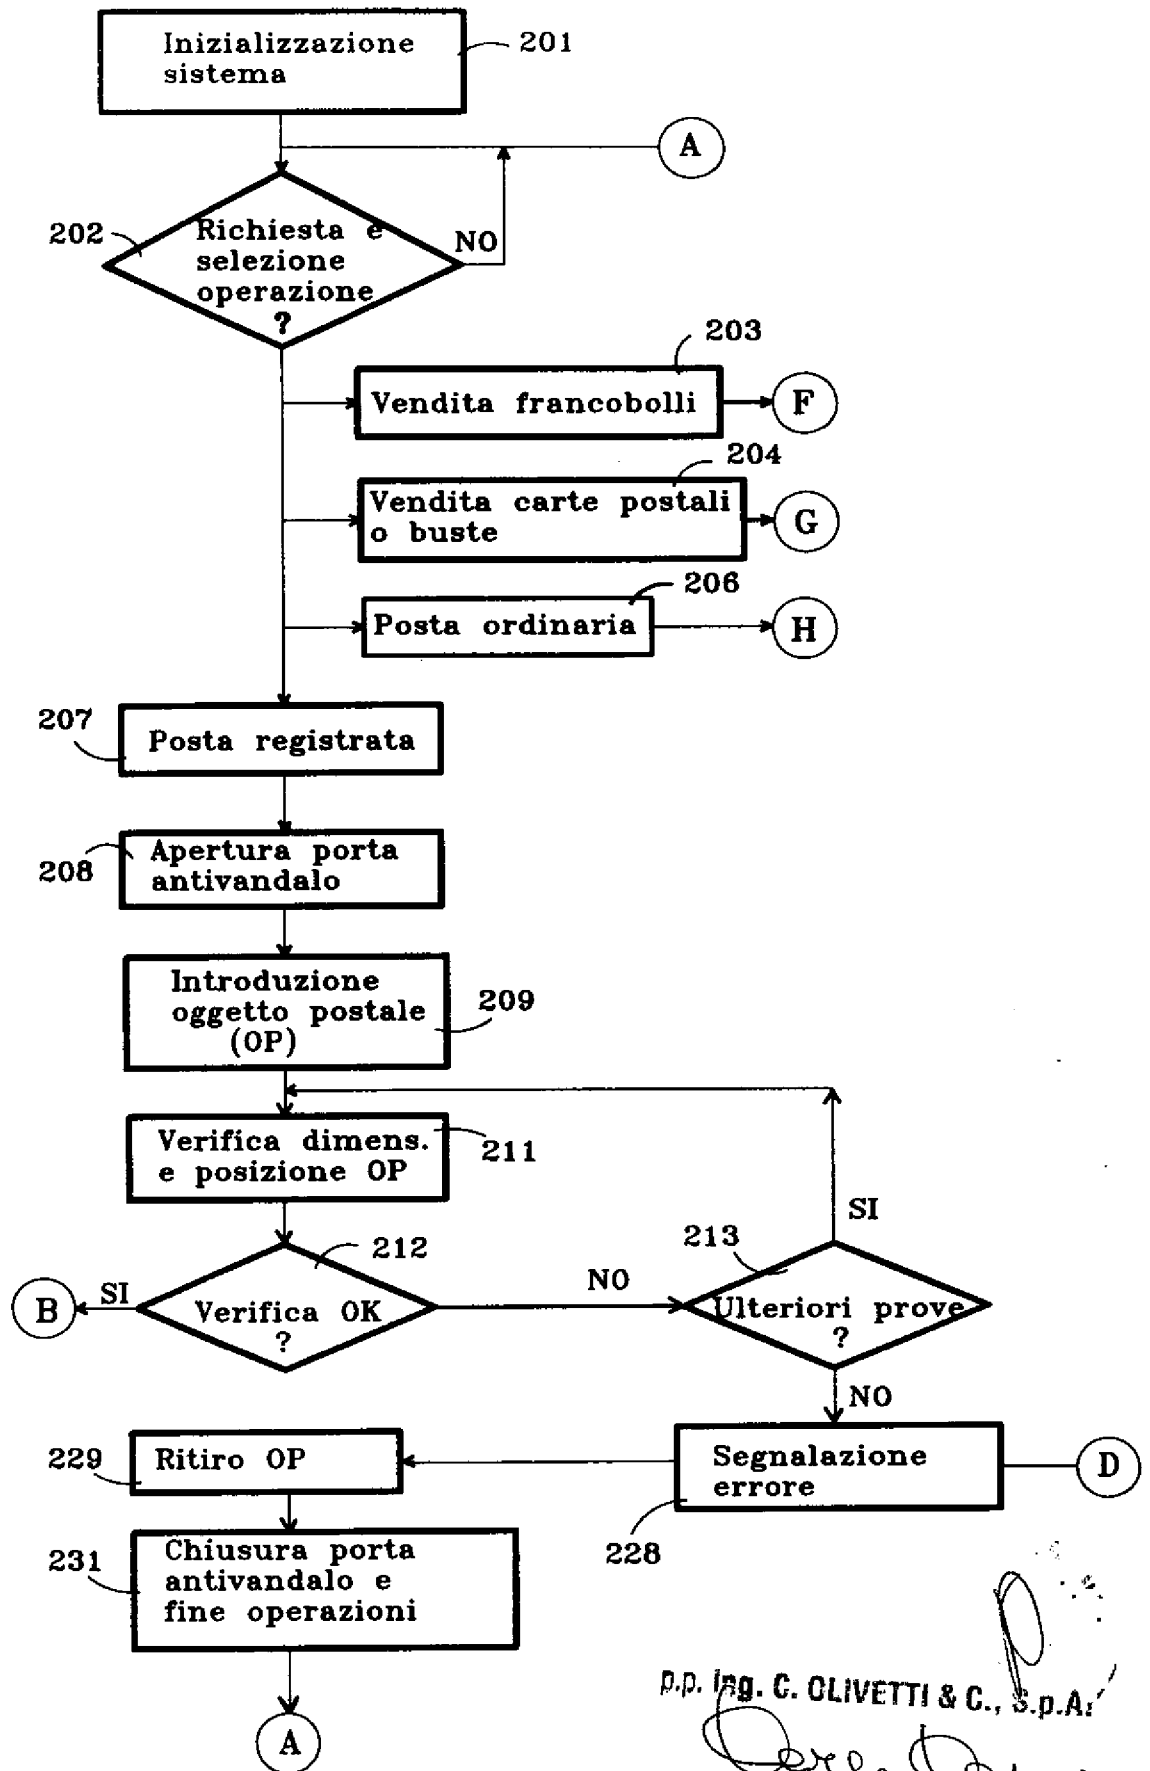 Inizializzazione
sistema
201
A
202
Richiesta e
selezione
operazione
?
NO
203
Vendita francobolli
F
204
Vendita carte postali
o buste
G
206
Posta ordinaria
H
207
Posta registrata
208
Apertura porta
antivandalo
Introduzione
oggetto postale
(OP)
209
Verifica dimens.
e posizione OP
211
SI
212
213
B
SI
Verifica OK
?
NO
Ulteriori prove
?
NO
229
Ritiro OP
Segnalazione
errore
D
228
231
Chiusura porta
antivandalo e
fine operazioni
p.p. Ing. C. OLIVETTI & C., S.p.A.
A